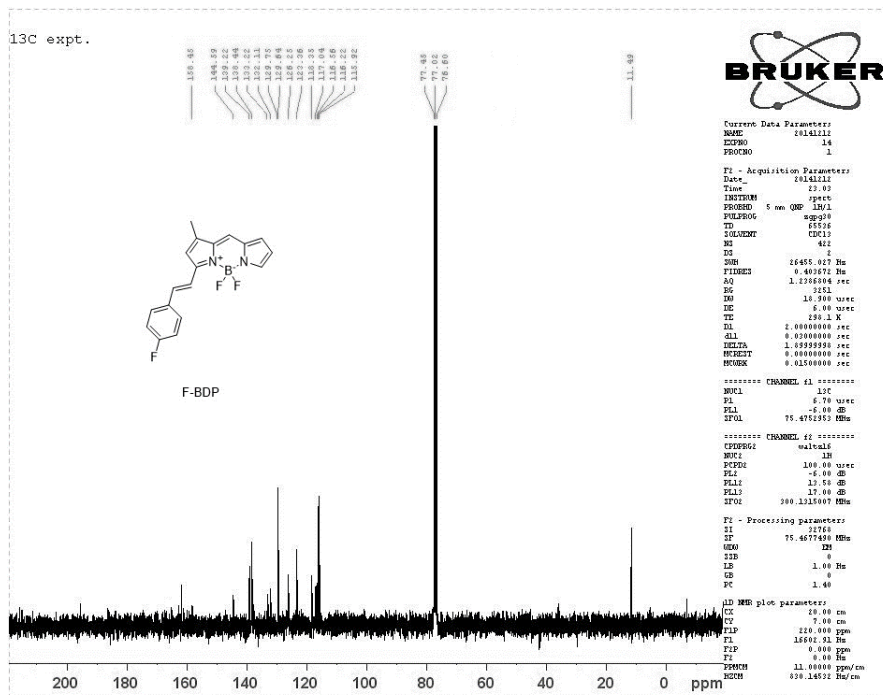 13C expt.
158.45
144.59
139.22
138.44
133.22
132.11
129.75
129.64
126.25
123.36
118.35
117.04
116.56
116.22
115.92
77.45
77.02
76.60
11.49
BRUKER
Current Data Parameters
NAME 20141212
EXPNO 14
PROCNO 1
F2 - Acquisition Parameters
Date_ 20141212
Time 23.03
INSTRUM spect
PROBHD 5 mm QNP 1H/1
PULPROG zgpg30
TD 65536
SOLVENT CDCl3
NS 422
DS 2
SWH 26455.027 Hz
FIDRES 0.403672 Hz
AQ 1.2386804 sec
RG 3251
DW 18.900 usec
DE 6.00 usec
TE 298.1 K
D1 2.00000000 sec
d11 0.03000000 sec
DELTA 1.89999998 sec
MCREST 0.00000000 sec
MCWRK 0.01500000 sec
======== CHANNEL f1 ========
NUC1 13C
P1 6.70 usec
PL1 -6.00 dB
SFO1 75.4752953 MHz
======== CHANNEL f2 ========
CPDPRG2 waltz16
NUC2 1H
PCPD2 100.00 usec
PL2 -6.00 dB
PL12 13.58 dB
PL13 17.00 dB
SFO2 300.1315007 MHz
F2 - Processing parameters
SI 32768
SF 75.4677490 MHz
WDW EM
SSB 0
LB 1.00 Hz
GB 0
PC 1.40
1D NMR plot parameters
CX 20.00 cm
CY 7.00 cm
F1P 220.000 ppm
F1 16602.91 Hz
F2P 0.000 ppm
F2 0.00 Hz
PPMCM 11.00000 ppm/cm
HZCM 830.14532 Hz/cm
N+
B-
N
F F
F
F-BDP
200 180 160 140 120 100 80 60 40 20 0 ppm